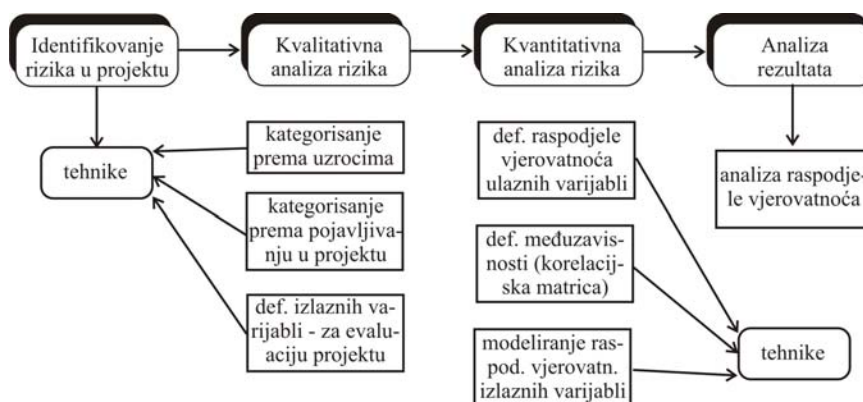 Identifikovanje
rizika u projektu
Kvalitativna
analiza rizika
Kvantitativna
analiza rizika
Analiza
rezultata
tehnike
kategorisanje
prema uzrocima
kategorisanje
prema pojavljiva-
nju u projektu
def. izlaznih va-
rijabli - za evalu-
aciju projektu
def. raspodjele
vjerovatnoća
ulaznih varijabli
def. međuzavis-
nosti (korelacij-
ska matrica)
modeliranje ras-
pod. vjerovatn.
izlaznih varijabli
analiza raspodje-
le vjerovatnoća
tehnike